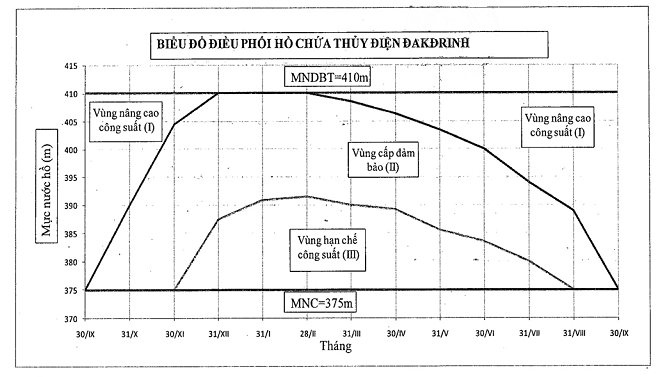 BIỂU ĐỒ ĐIỀU PHỐI HỒ CHỨA THỦY ĐIỆN ĐAKĐRINH
MNDBT=410m
Vùng nâng cao
công suất (I)
Vùng nâng cao
công suất (I)
Vùng cấp đảm
bảo (II)
Vùng hạn chế
công suất (III)
MNC=375m
Mực nước hồ (m)
415
410
405
400
395
390
385
380
375
370
30/IX 31/X 30/XI 31/XII 31/I 28/II 31/III 30/IV 31/V 30/VI 31/VII 31/VIII 30/IX
Tháng